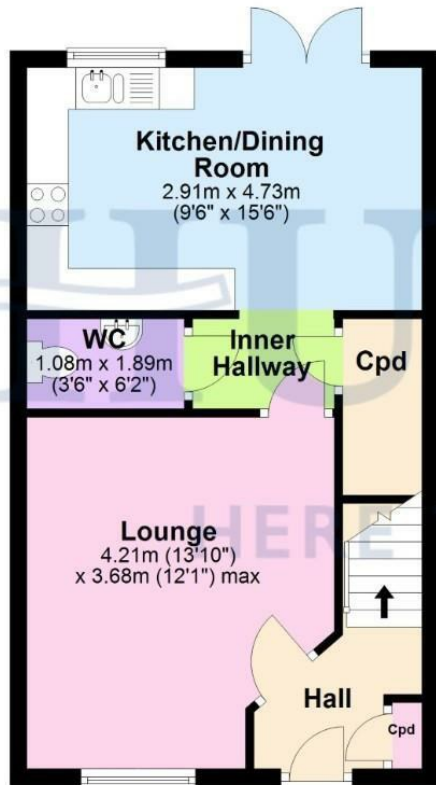 Kitchen/Dining
Room
2.91m x 4.73m
(9'6" x 15'6")
WC
1.08m x 1.89m
(3'6" x 6'2")
Inner
Hallway
Cpd
Lounge
4.21m (13'10")
x 3.68m (12'1") max
HERE
Hall
Cpd